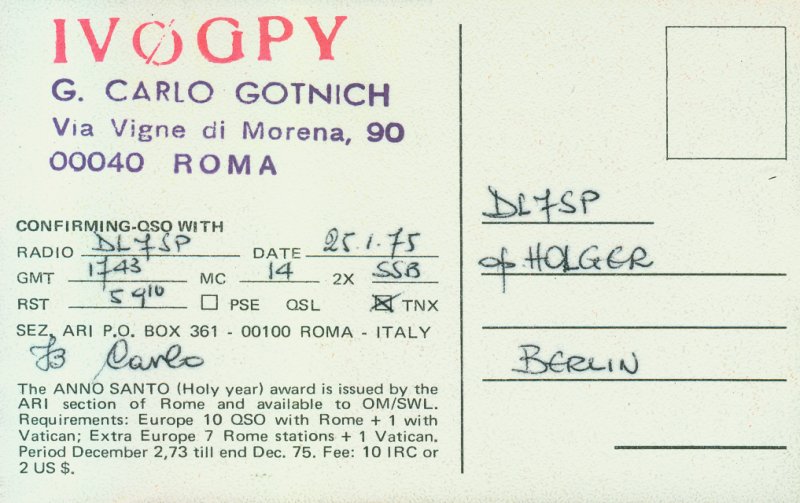 IVØGPY
G. CARLO GOTNICH
Via Vigne di Morena, 90
00040 ROMA
CONFIRMING-QSO WITH
RADIO DL7SP DATE 25.1.75
GMT 1743 MC 14 2X SSB
RST 59+10 ☐ PSE QSL ☒ TNX
SEZ. ARI P.O. BOX 361 - 00100 ROMA - ITALY
73 Carlo
The ANNO SANTO (Holy year) award is issued by the
ARI section of Rome and available to OM/SWL.
Requirements: Europe 10 QSO with Rome + 1 with
Vatican; Extra Europe 7 Rome stations + 1 Vatican.
Period December 2,73 till end Dec. 75. Fee: 10 IRC or
2 US $.
DL7SP
op HOLGER
BERLIN